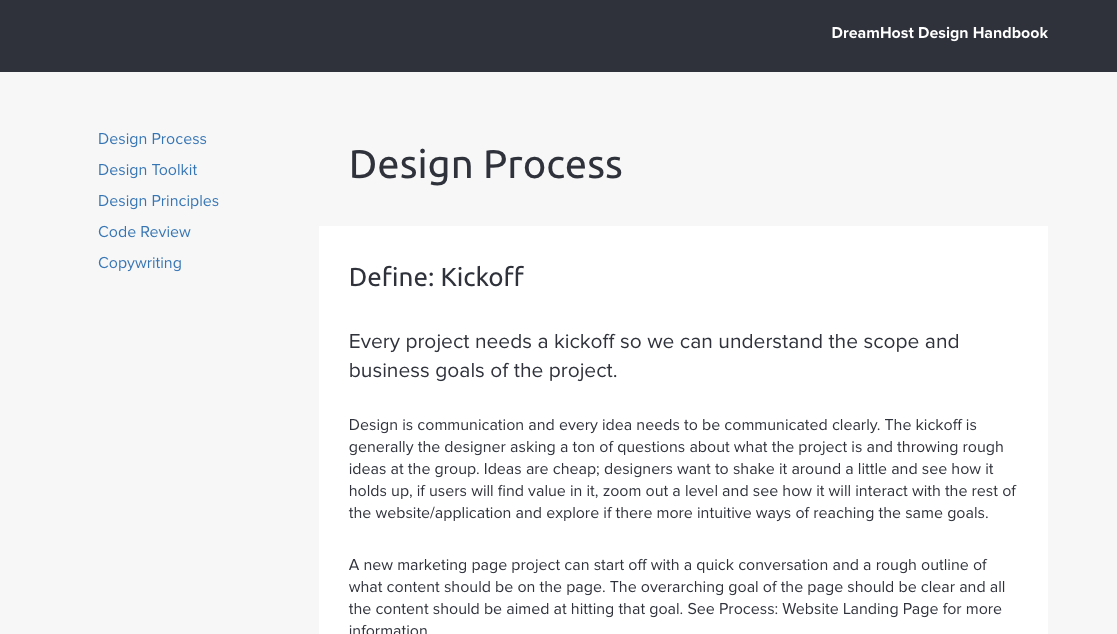 DreamHost Design Handbook
Design Process
Design Toolkit
Design Principles
Code Review
Copywriting
Design Process
Define: Kickoff
Every project needs a kickoff so we can understand the scope and
business goals of the project.
Design is communication and every idea needs to be communicated clearly. The kickoff is
generally the designer asking a ton of questions about what the project is and throwing rough
ideas at the group. Ideas are cheap; designers want to shake it around a little and see how it
holds up, if users will find value in it, zoom out a level and see how it will interact with the rest of
the website/application and explore if there more intuitive ways of reaching the same goals.
A new marketing page project can start off with a quick conversation and a rough outline of
what content should be on the page. The overarching goal of the page should be clear and all
the content should be aimed at hitting that goal. See Process: Website Landing Page for more
information.